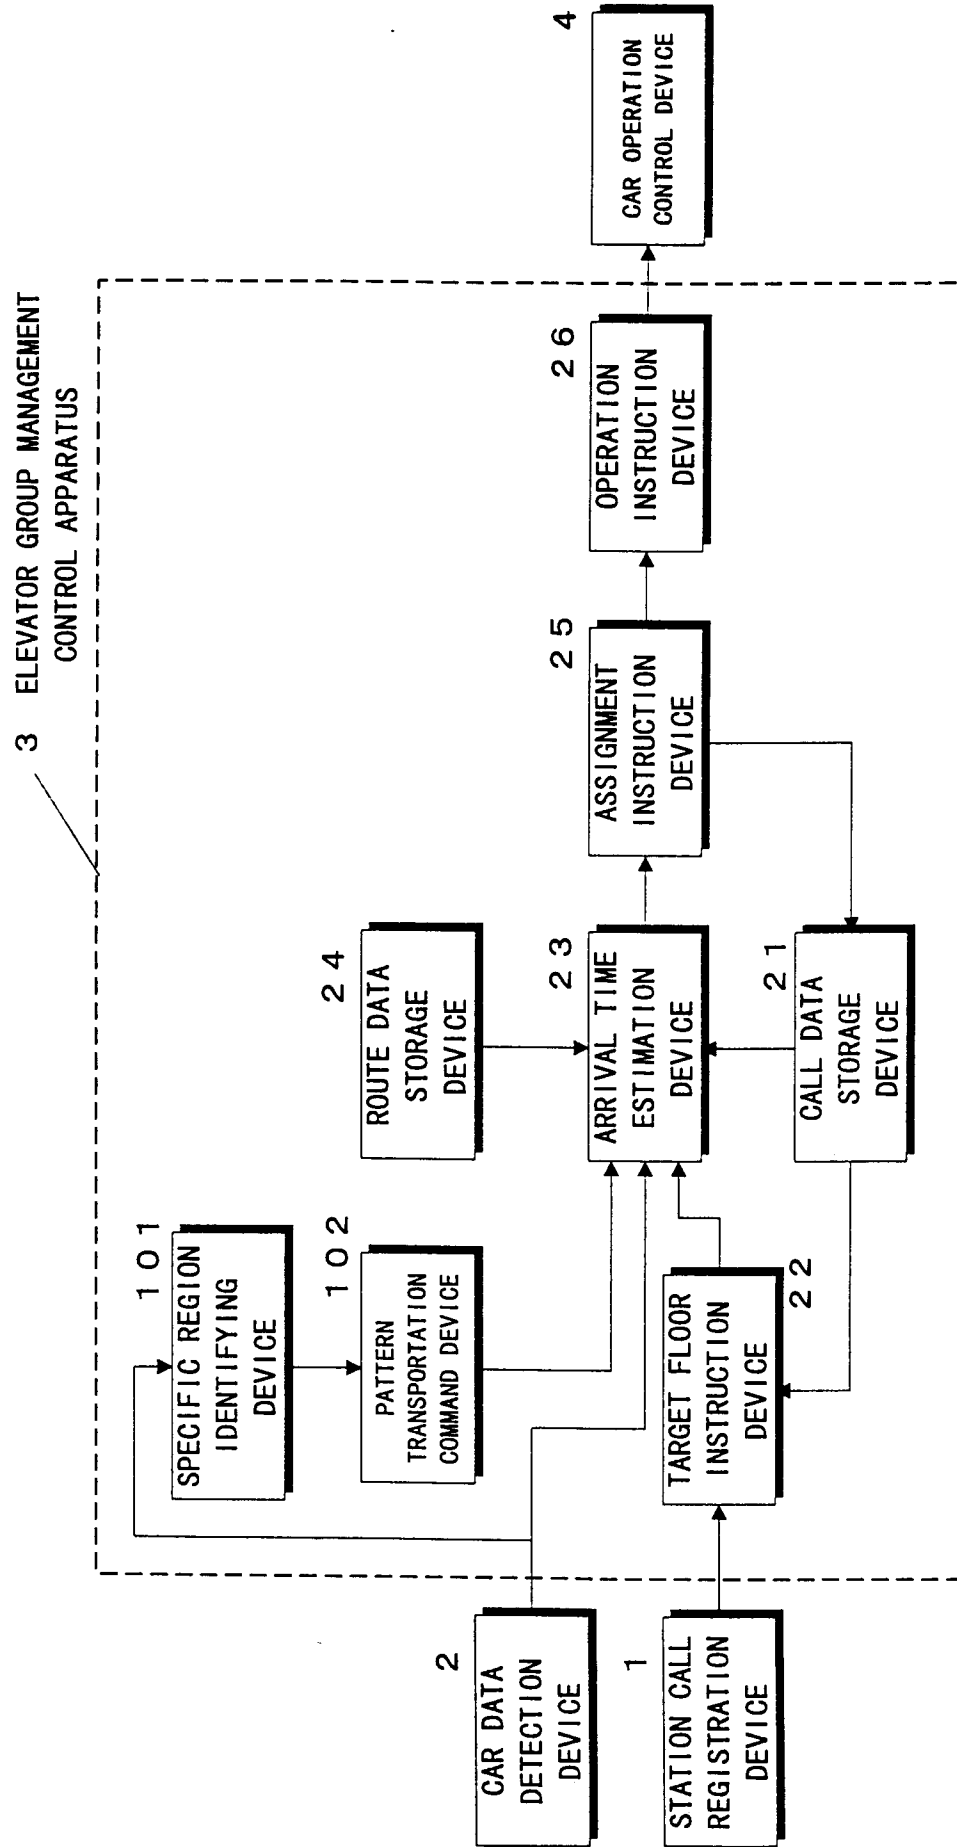 3 ELEVATOR GROUP MANAGEMENT
CONTROL APPARATUS
101
SPECIFIC REGION
IDENTIFYING
DEVICE
102
PATTERN
TRANSPORTATION
COMMAND DEVICE
24
ROUTE DATA
STORAGE
DEVICE
2
CAR DATA
DETECTION
DEVICE
1
STATION CALL
REGISTRATION
DEVICE
TARGET FLOOR
INSTRUCTION
DEVICE
22
23
ARRIVAL TIME
ESTIMATION
DEVICE
21
CALL DATA
STORAGE
DEVICE
25
ASSIGNMENT
INSTRUCTION
DEVICE
26
OPERATION
INSTRUCTION
DEVICE
4
CAR OPERATION
CONTROL DEVICE